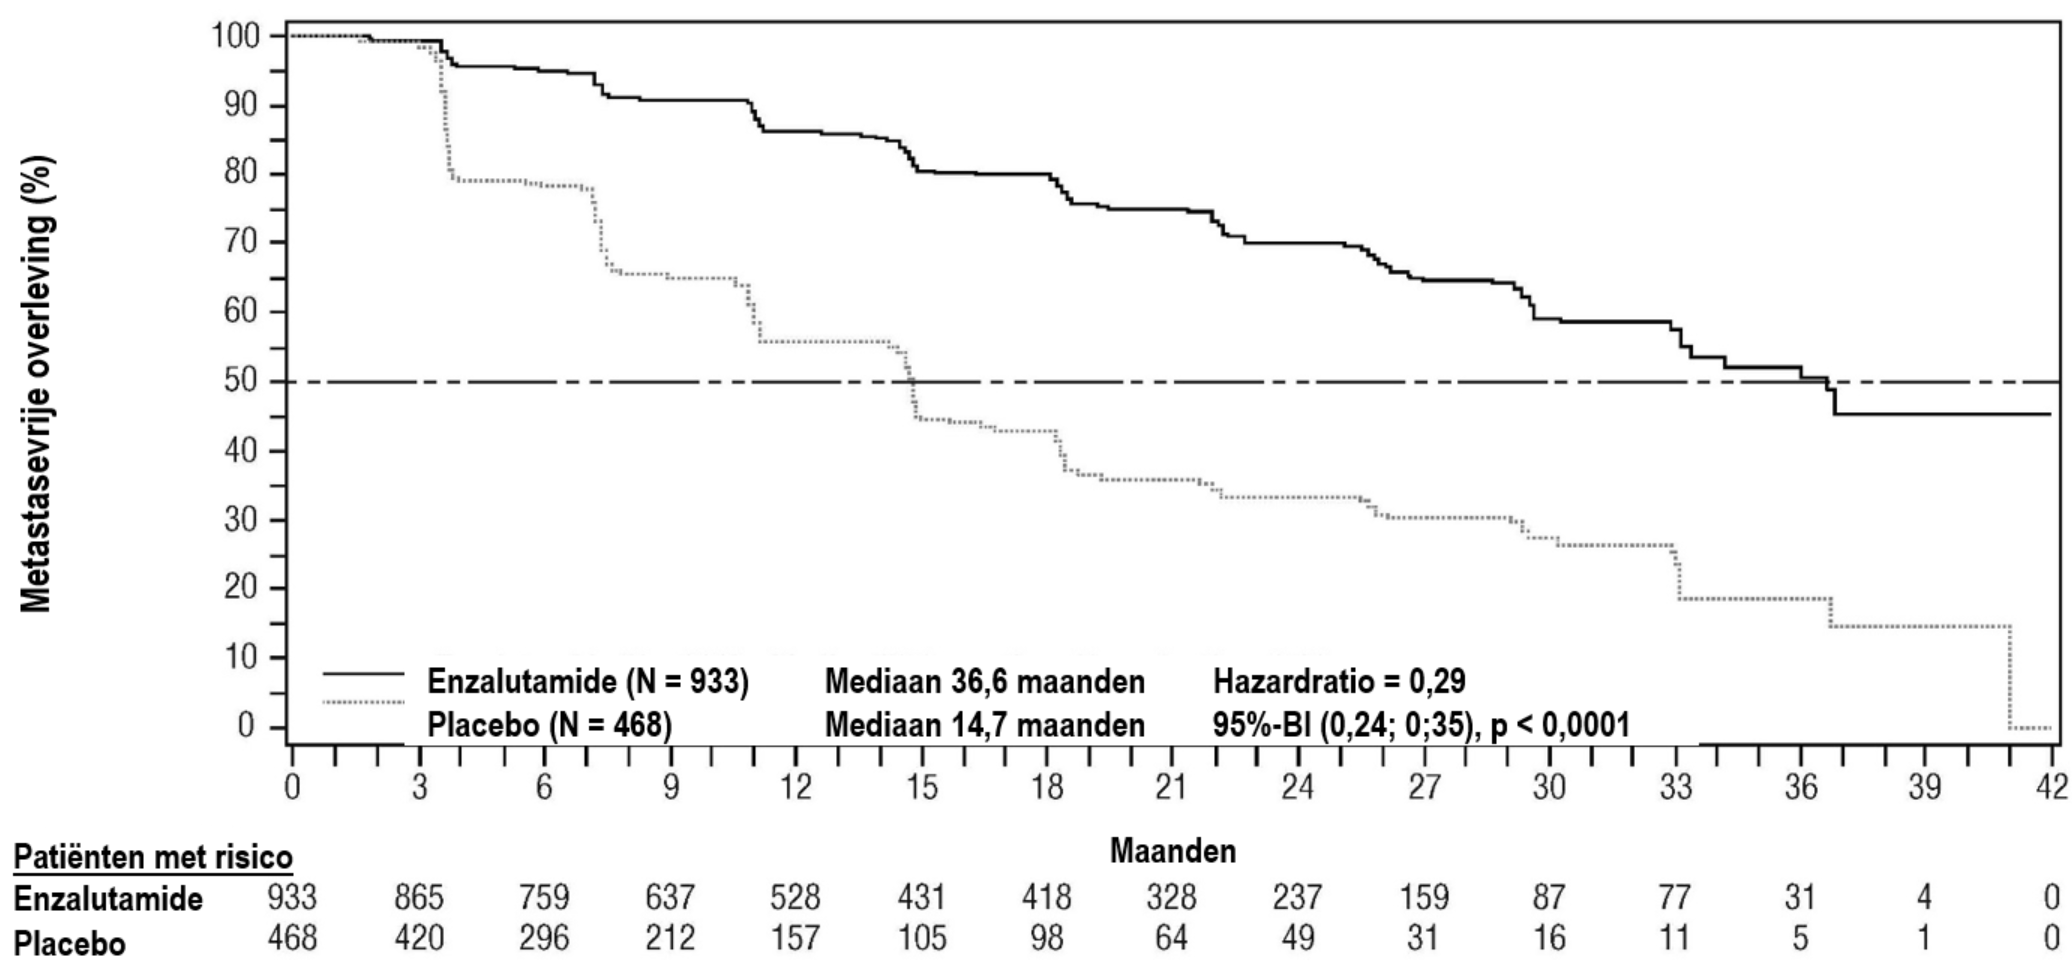 Metastasevrije overleving (%)
100
90
80
70
60
50
40
30
20
10
0
Enzalutamide (N = 933) Mediaan 36,6 maanden Hazardratio = 0,29
Placebo (N = 468) Mediaan 14,7 maanden 95%-BI (0,24; 0;35), p < 0,0001
0 3 6 9 12 15 18 21 24 27 30 33 36 39 42
Maanden
Patiënten met risico
Enzalutamide 933 865 759 637 528 431 418 328 237 159 87 77 31 4 0
Placebo 468 420 296 212 157 105 98 64 49 31 16 11 5 1 0